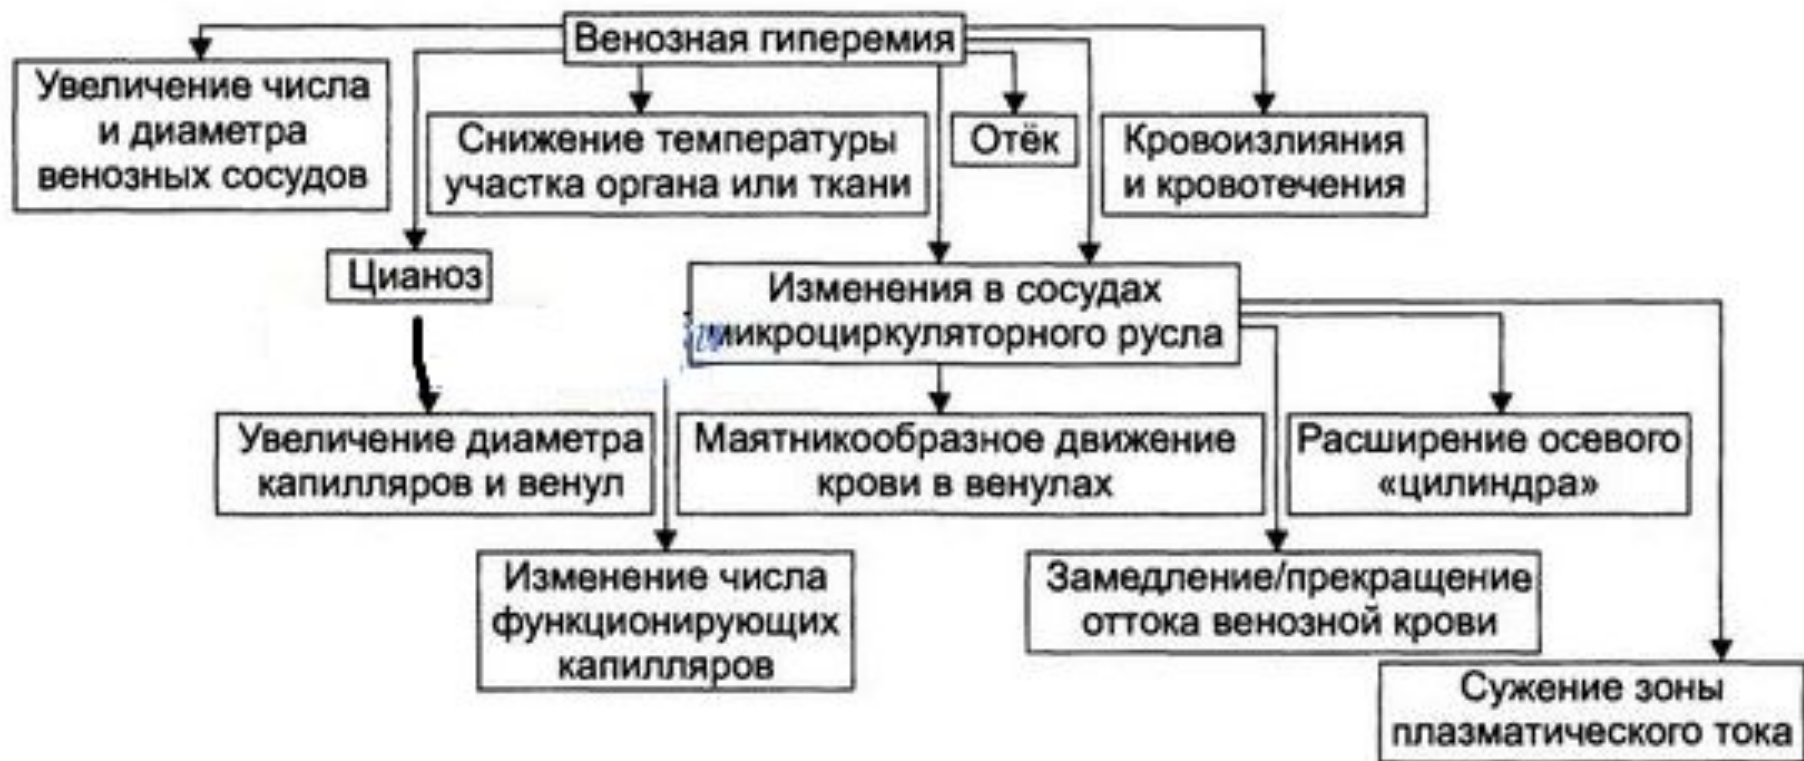 Венозная гиперемия
Увеличение числа
и диаметра
венозных сосудов
Снижение температуры
участка органа или ткани
Отёк
Кровоизлияния
и кровотечения
Цианоз
Изменения в сосудах
микроциркуляторного русла
Увеличение диаметра
капилляров и венул
Маятникообразное движение
крови в венулах
Расширение осевого
«цилиндра»
Изменение числа
функционирующих
капилляров
Замедление/прекращение
оттока венозной крови
Сужение зоны
плазматического тока